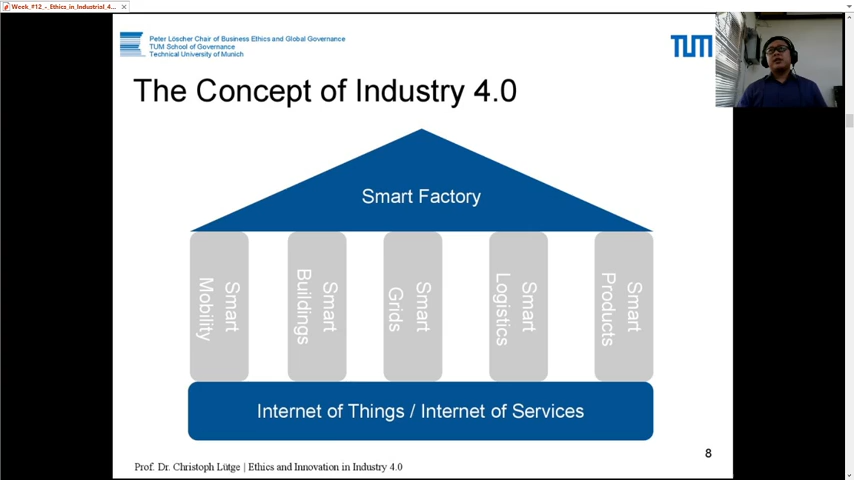 Week_#12_-_Ethics_in_Industrial_4...
Peter Löscher Chair of Business Ethics and Global Governance
TUM School of Governance
Technical University of Munich
TUM
The Concept of Industry 4.0
Smart Factory
Smart
Mobility
Smart
Buildings
Smart
Grids
Smart
Logistics
Smart
Products
Internet of Things / Internet of Services
8
Prof. Dr. Christoph Lütge | Ethics and Innovation in Industry 4.0